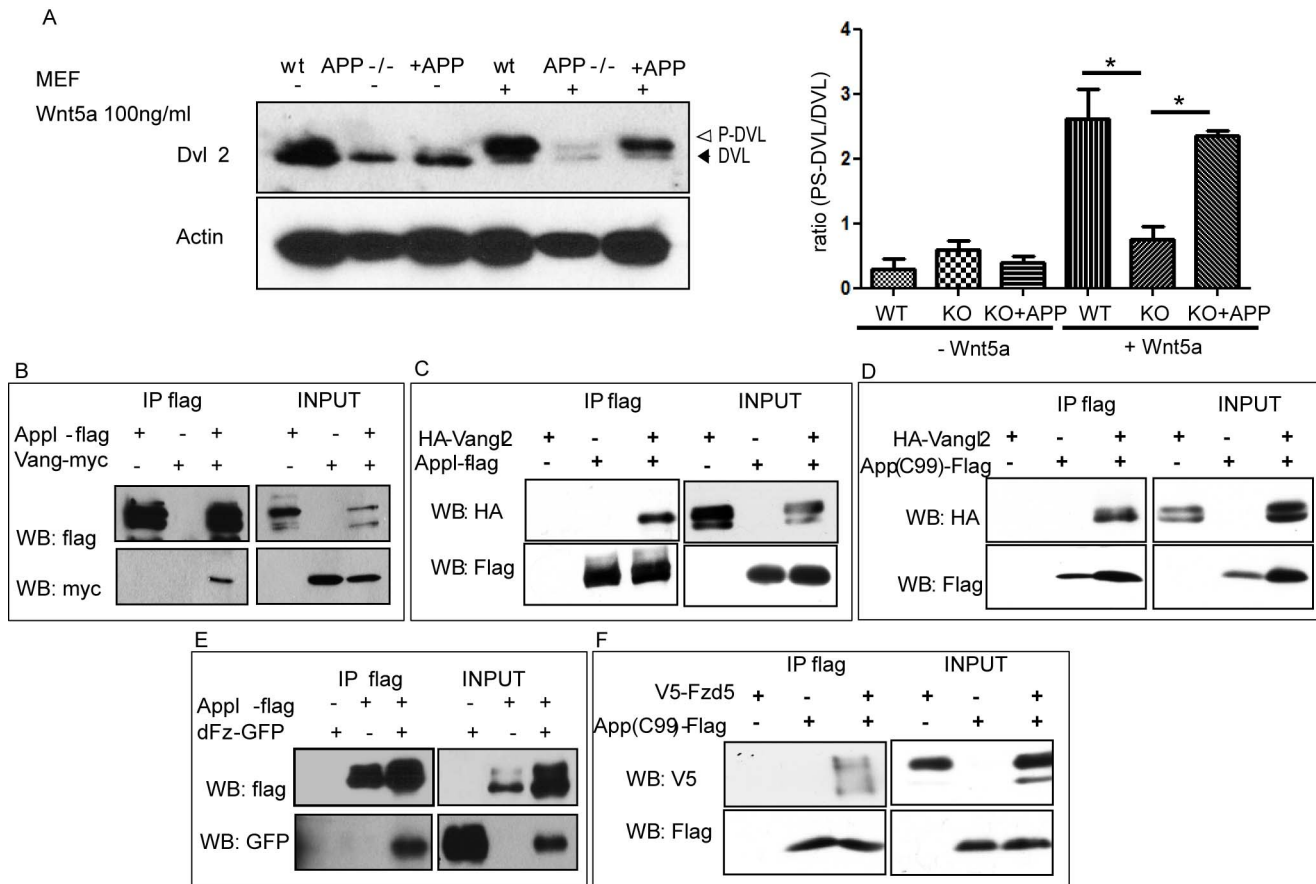 A
wt APP -/- +APP wt APP -/- +APP
MEF - - - + + +
Wnt5a 100ng/ml
Dvl 2
P-DVL
DVL
Actin
ratio (PS-DVL/DVL)
4
3
2
1
0
* *
WT KO KO+APP WT KO KO+APP
- Wnt5a + Wnt5a
B
IP flag INPUT
Appl -flag + - + + - +
Vang-myc - + + - + +
WB: flag
WB: myc
C
IP flag INPUT
HA-Vangl2 + - + + - +
Appl-flag - + + - + +
WB: HA
WB: Flag
D
IP flag INPUT
HA-Vangl2 + - + + - +
App(C99)-Flag - + + - + +
WB: HA
WB: Flag
E
IP flag INPUT
Appl -flag - + + - + +
dFz-GFP + - + + - +
WB: flag
WB: GFP
F
IP flag INPUT
V5-Fzd5 + - + + - +
App(C99)-Flag - + + - + +
WB: V5
WB: Flag